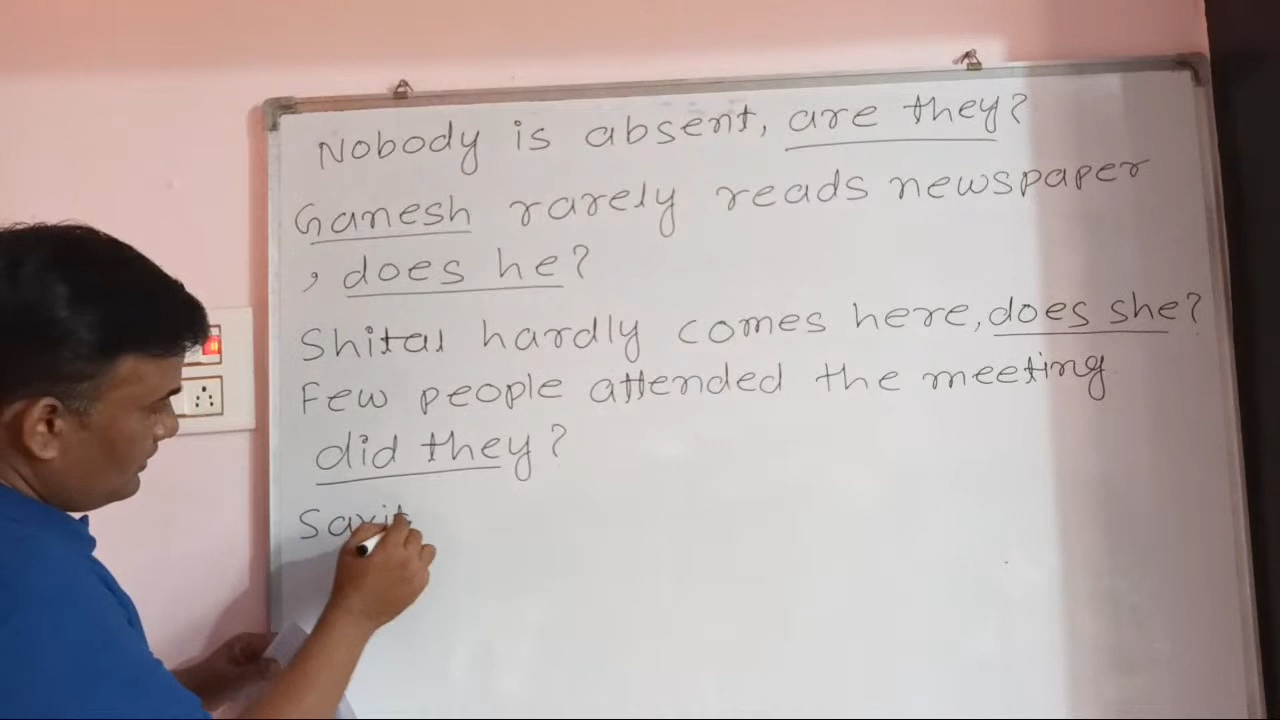 Nobody is absent, are they?
Ganesh rarely reads newspaper
, does he?
Shital hardly comes here, does she?
Few people attended the meeting
did they?
Sarit